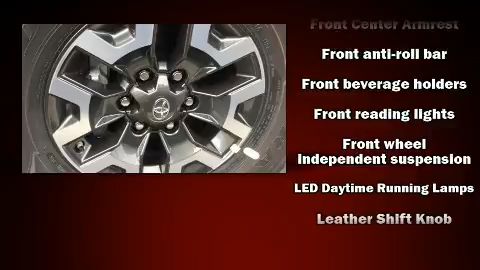 Front Center Armrest
Front anti-roll bar
Front beverage holders
Front reading lights
Front wheel
independent suspension
LED Daytime Running Lamps
Leather Shift Knob